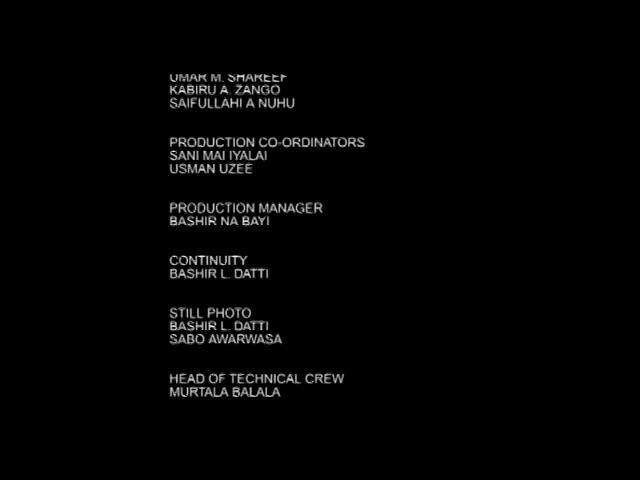 UMAR M. SHAREEF
KABIRU A. ZANGO
SAIFULLAHI A NUHU
PRODUCTION CO-ORDINATORS
SANI MAI IYALAI
USMAN UZEE
PRODUCTION MANAGER
BASHIR NA BAYI
CONTINUITY
BASHIR L. DATTI
STILL PHOTO
BASHIR L. DATTI
SABO AWARWASA
HEAD OF TECHNICAL CREW
MURTALA BALALA